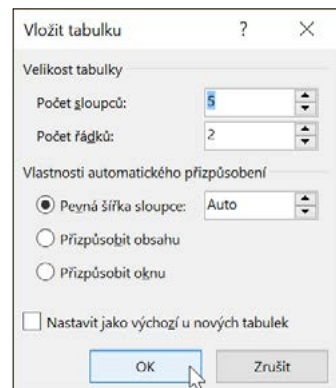 Vložit tabulku ?
Velikost tabulky
Počet sloupců: 5
Počet řádků: 2
Vlastnosti automatického přizpůsobení
Pevná šířka sloupce: Auto
Přizpůsobit obsahu
Přizpůsobit oknu
Nastavit jako výchozí u nových tabulek
OK Zrušit